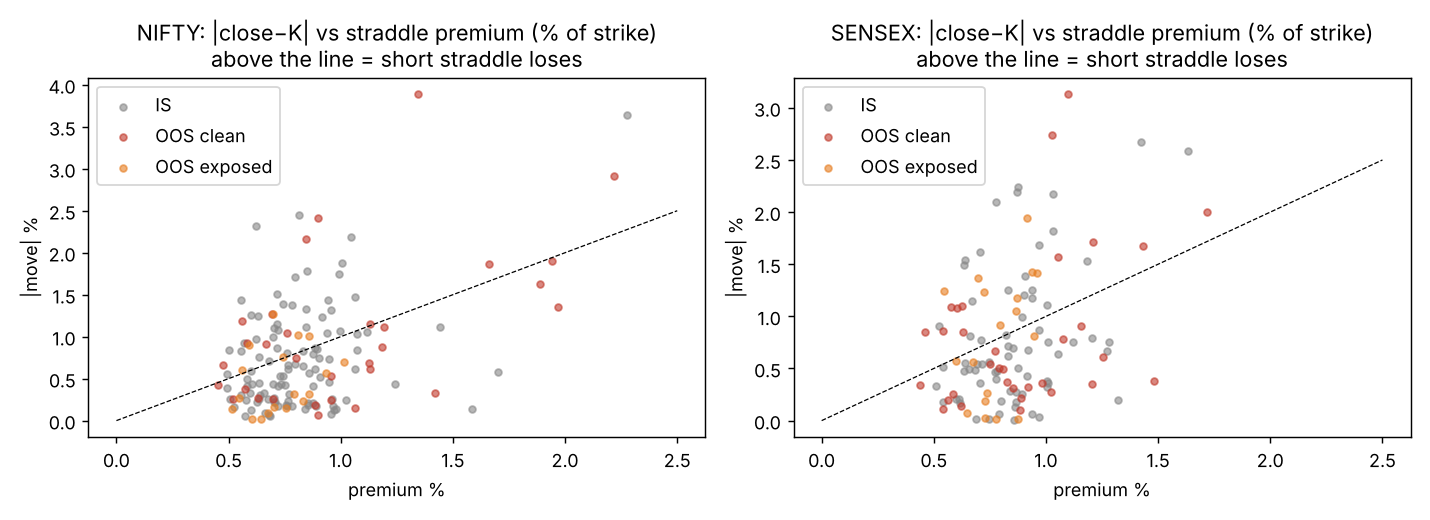 NIFTY: |close−K| vs straddle premium (% of strike)
above the line = short straddle loses
IS
OOS clean
OOS exposed
|move| %
4.0
3.5
3.0
2.5
2.0
1.5
1.0
0.5
0.0
0.0 0.5 1.0 1.5 2.0 2.5
premium %
SENSEX: |close−K| vs straddle premium (% of strike)
above the line = short straddle loses
IS
OOS clean
OOS exposed
|move| %
3.0
2.5
2.0
1.5
1.0
0.5
0.0
0.0 0.5 1.0 1.5 2.0 2.5
premium %